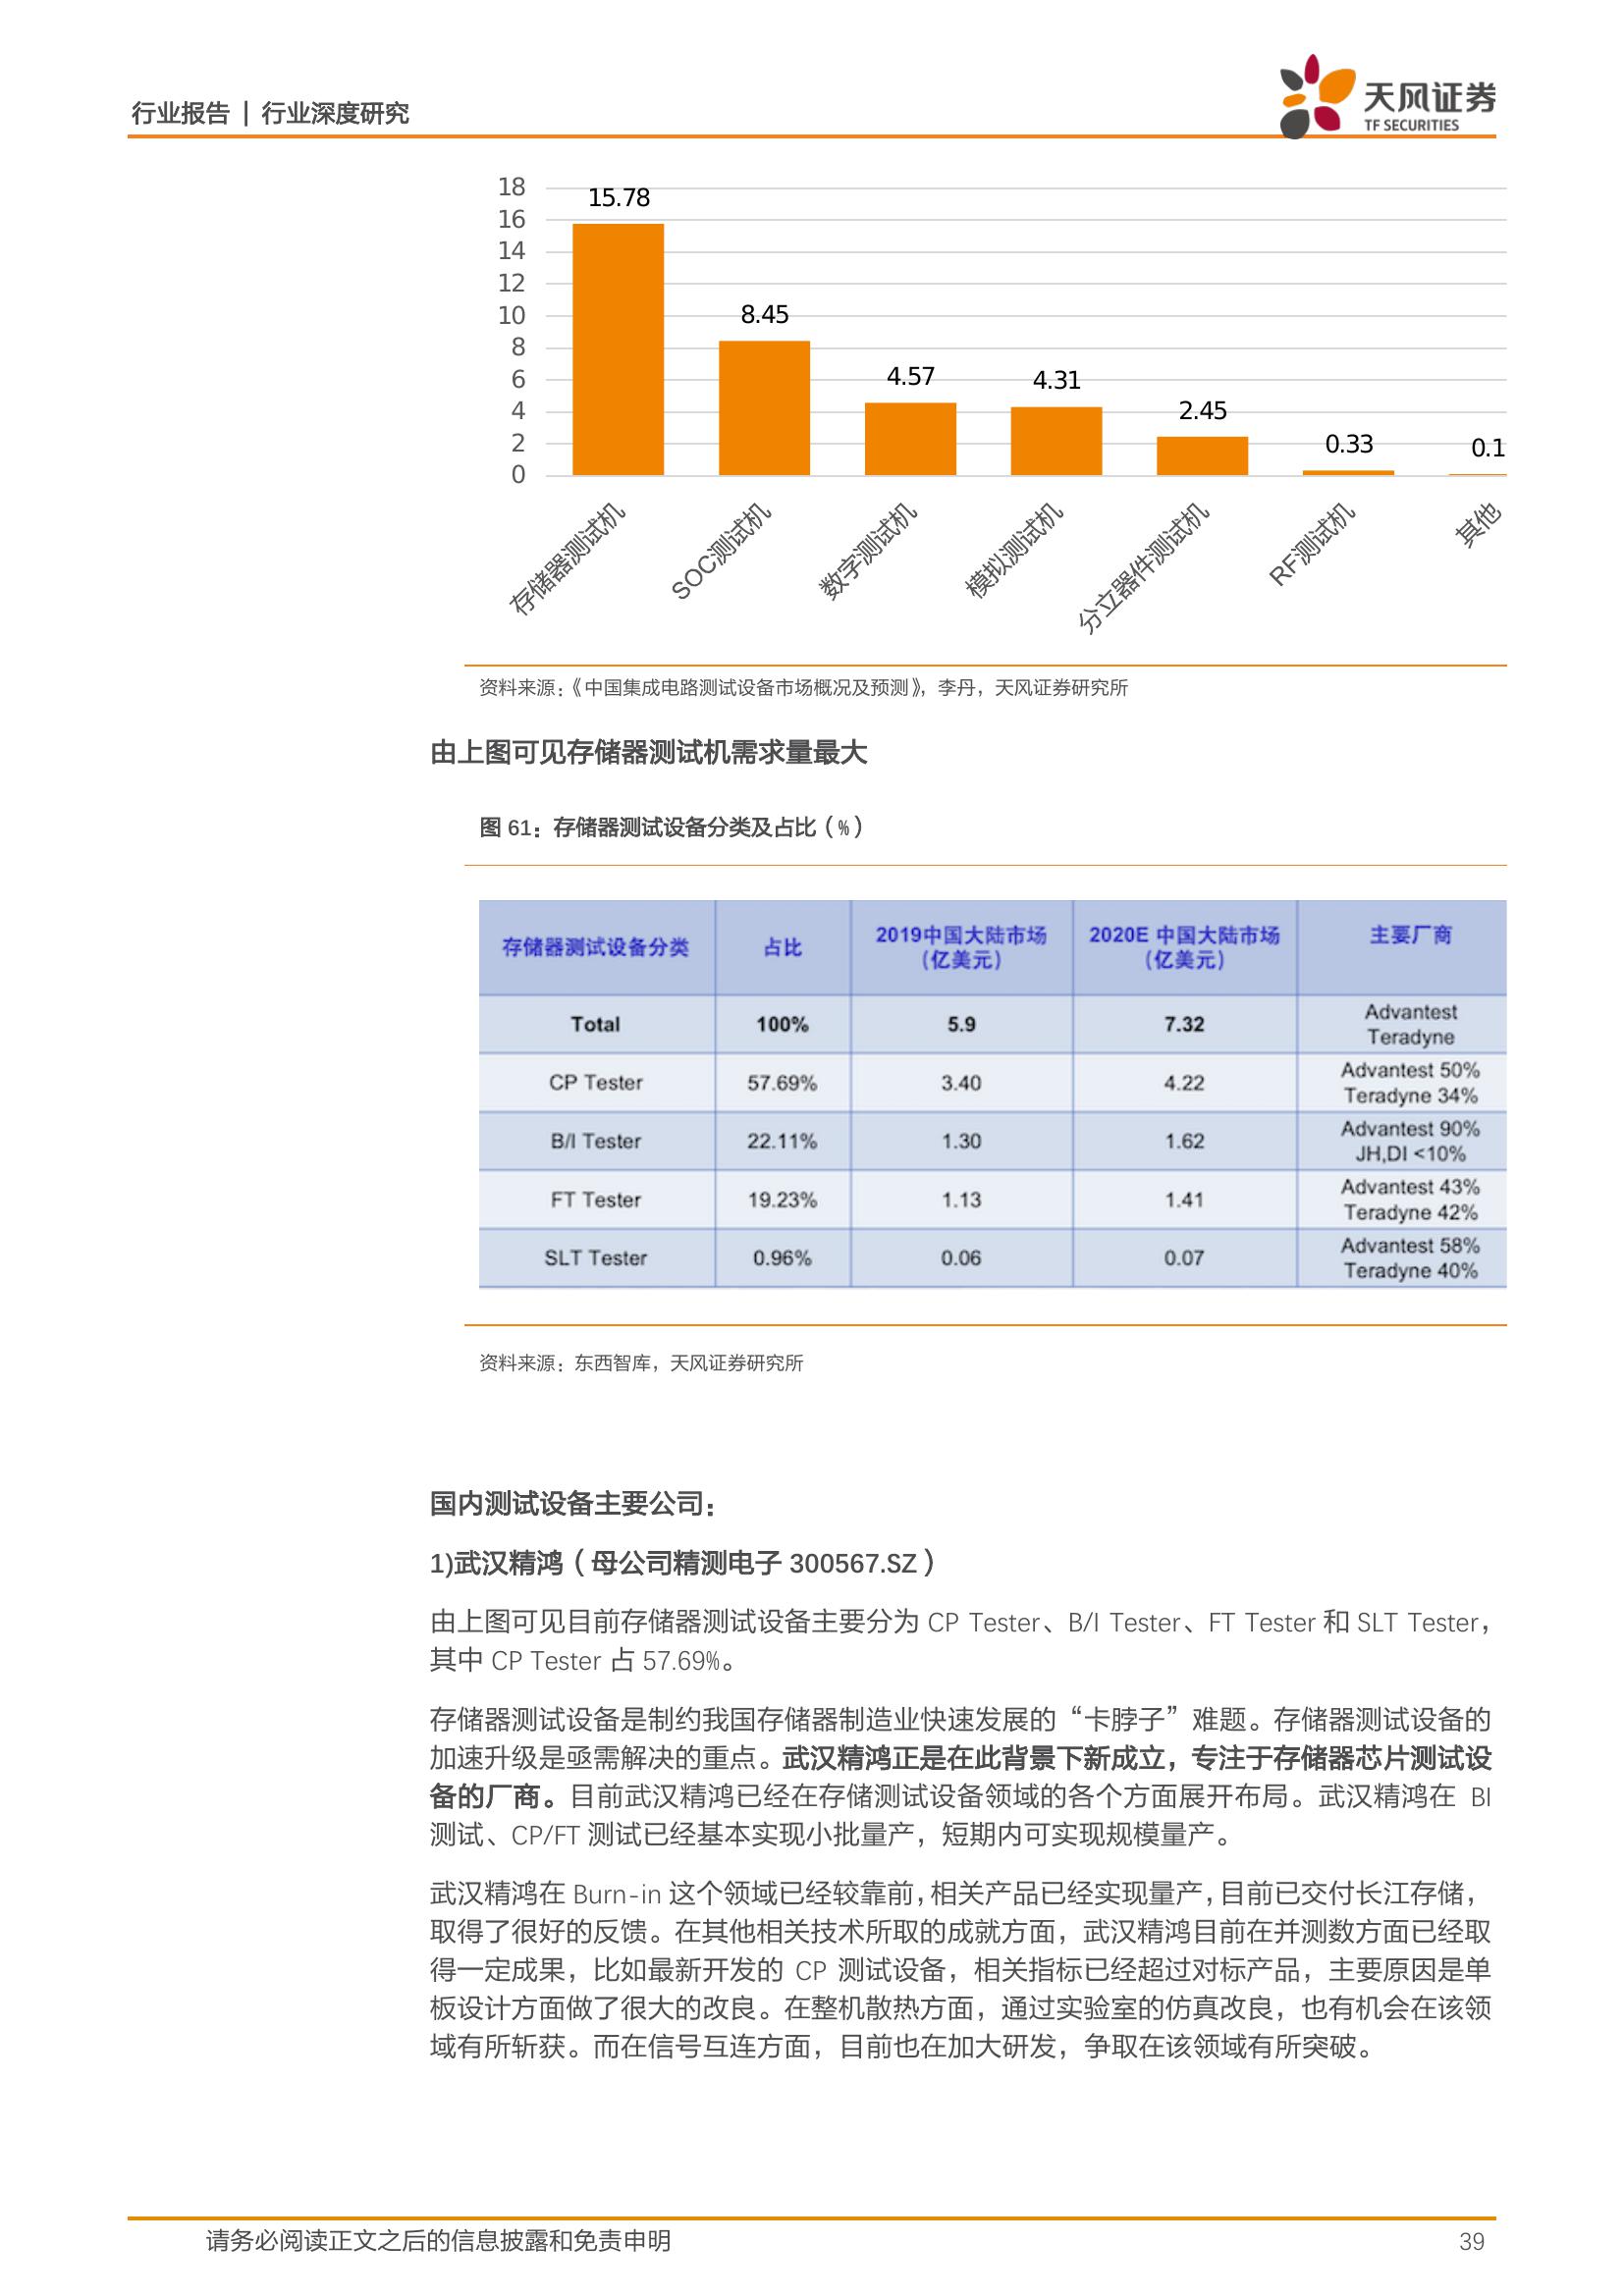 行业报告 | 行业深度研究
天风证券
TF SECURITIES
18
16
14
12
10
8
6
4
2
0
15.78
8.45
4.57
4.31
2.45
0.33
0.1
存储器测试机
SOC测试机
数字测试机
模拟测试机
分立器件测试机
RF测试机
其他
资料来源：《中国集成电路测试设备市场概况及预测》，李丹，天风证券研究所
由上图可见存储器测试机需求量最大
图 61：存储器测试设备分类及占比（%）
存储器测试设备分类 占比 2019中国大陆市场(亿美元) 2020E 中国大陆市场(亿美元) 主要厂商
Total 100% 5.9 7.32 Advantest Teradyne
CP Tester 57.69% 3.40 4.22 Advantest 50% Teradyne 34%
B/I Tester 22.11% 1.30 1.62 Advantest 90% JH,DI <10%
FT Tester 19.23% 1.13 1.41 Advantest 43% Teradyne 42%
SLT Tester 0.96% 0.06 0.07 Advantest 58% Teradyne 40%
资料来源：东西智库，天风证券研究所
国内测试设备主要公司：
1)武汉精鸿（母公司精测电子 300567.SZ）
由上图可见目前存储器测试设备主要分为 CP Tester、B/I Tester、FT Tester 和 SLT Tester，
其中 CP Tester 占 57.69%。
存储器测试设备是制约我国存储器制造业快速发展的“卡脖子”难题。存储器测试设备的
加速升级是亟需解决的重点。武汉精鸿正是在此背景下新成立，专注于存储器芯片测试设
备的厂商。目前武汉精鸿已经在存储测试设备领域的各个方面展开布局。武汉精鸿在 BI
测试、CP/FT 测试已经基本实现小批量产，短期内可实现规模量产。
武汉精鸿在 Burn-in 这个领域已经较靠前，相关产品已经实现量产，目前已交付长江存储，
取得了很好的反馈。在其他相关技术所取的成就方面，武汉精鸿目前在并测数方面已经取
得一定成果，比如最新开发的 CP 测试设备，相关指标已经超过对标产品，主要原因是单
板设计方面做了很大的改良。在整机散热方面，通过实验室的仿真改良，也有机会在该领
域有所斩获。而在信号互连方面，目前也在加大研发，争取在该领域有所突破。
请务必阅读正文之后的信息披露和免责申明
39